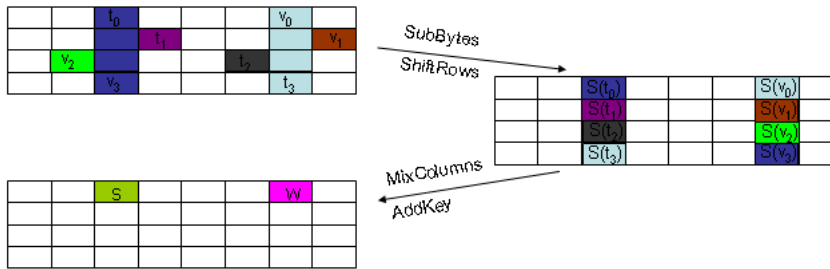 t₀ v₀
t₁ v₁
v₂ t₂
v₃ t₃
SubBytes
ShiftRows
S(t₀) S(v₀)
S(t₁) S(v₁)
S(t₂) S(v₂)
S(t₃) S(v₃)
MixColumns
AddKey
S W